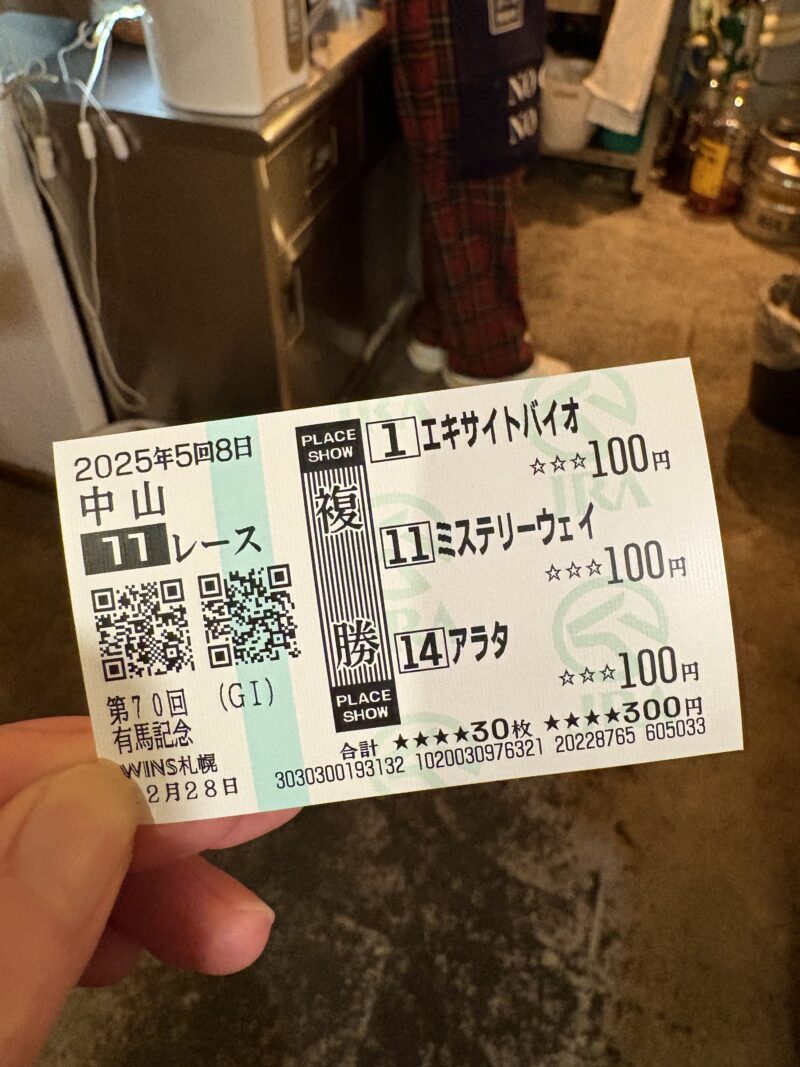 NO
NO
2025年5回8日
中山
11レース
第70回 (GI)
有馬記念
WINS札幌
2月28日
PLACE
SHOW
複
勝
PLACE
SHOW
1 エキサイトバイオ
☆☆☆100円
11 ミステリーウェイ
☆☆☆100円
14 アラタ
☆☆☆100円
合計 ★★★★30枚 ★★★★300円
3030300193132 1020030976321 20228765 605033
JRA